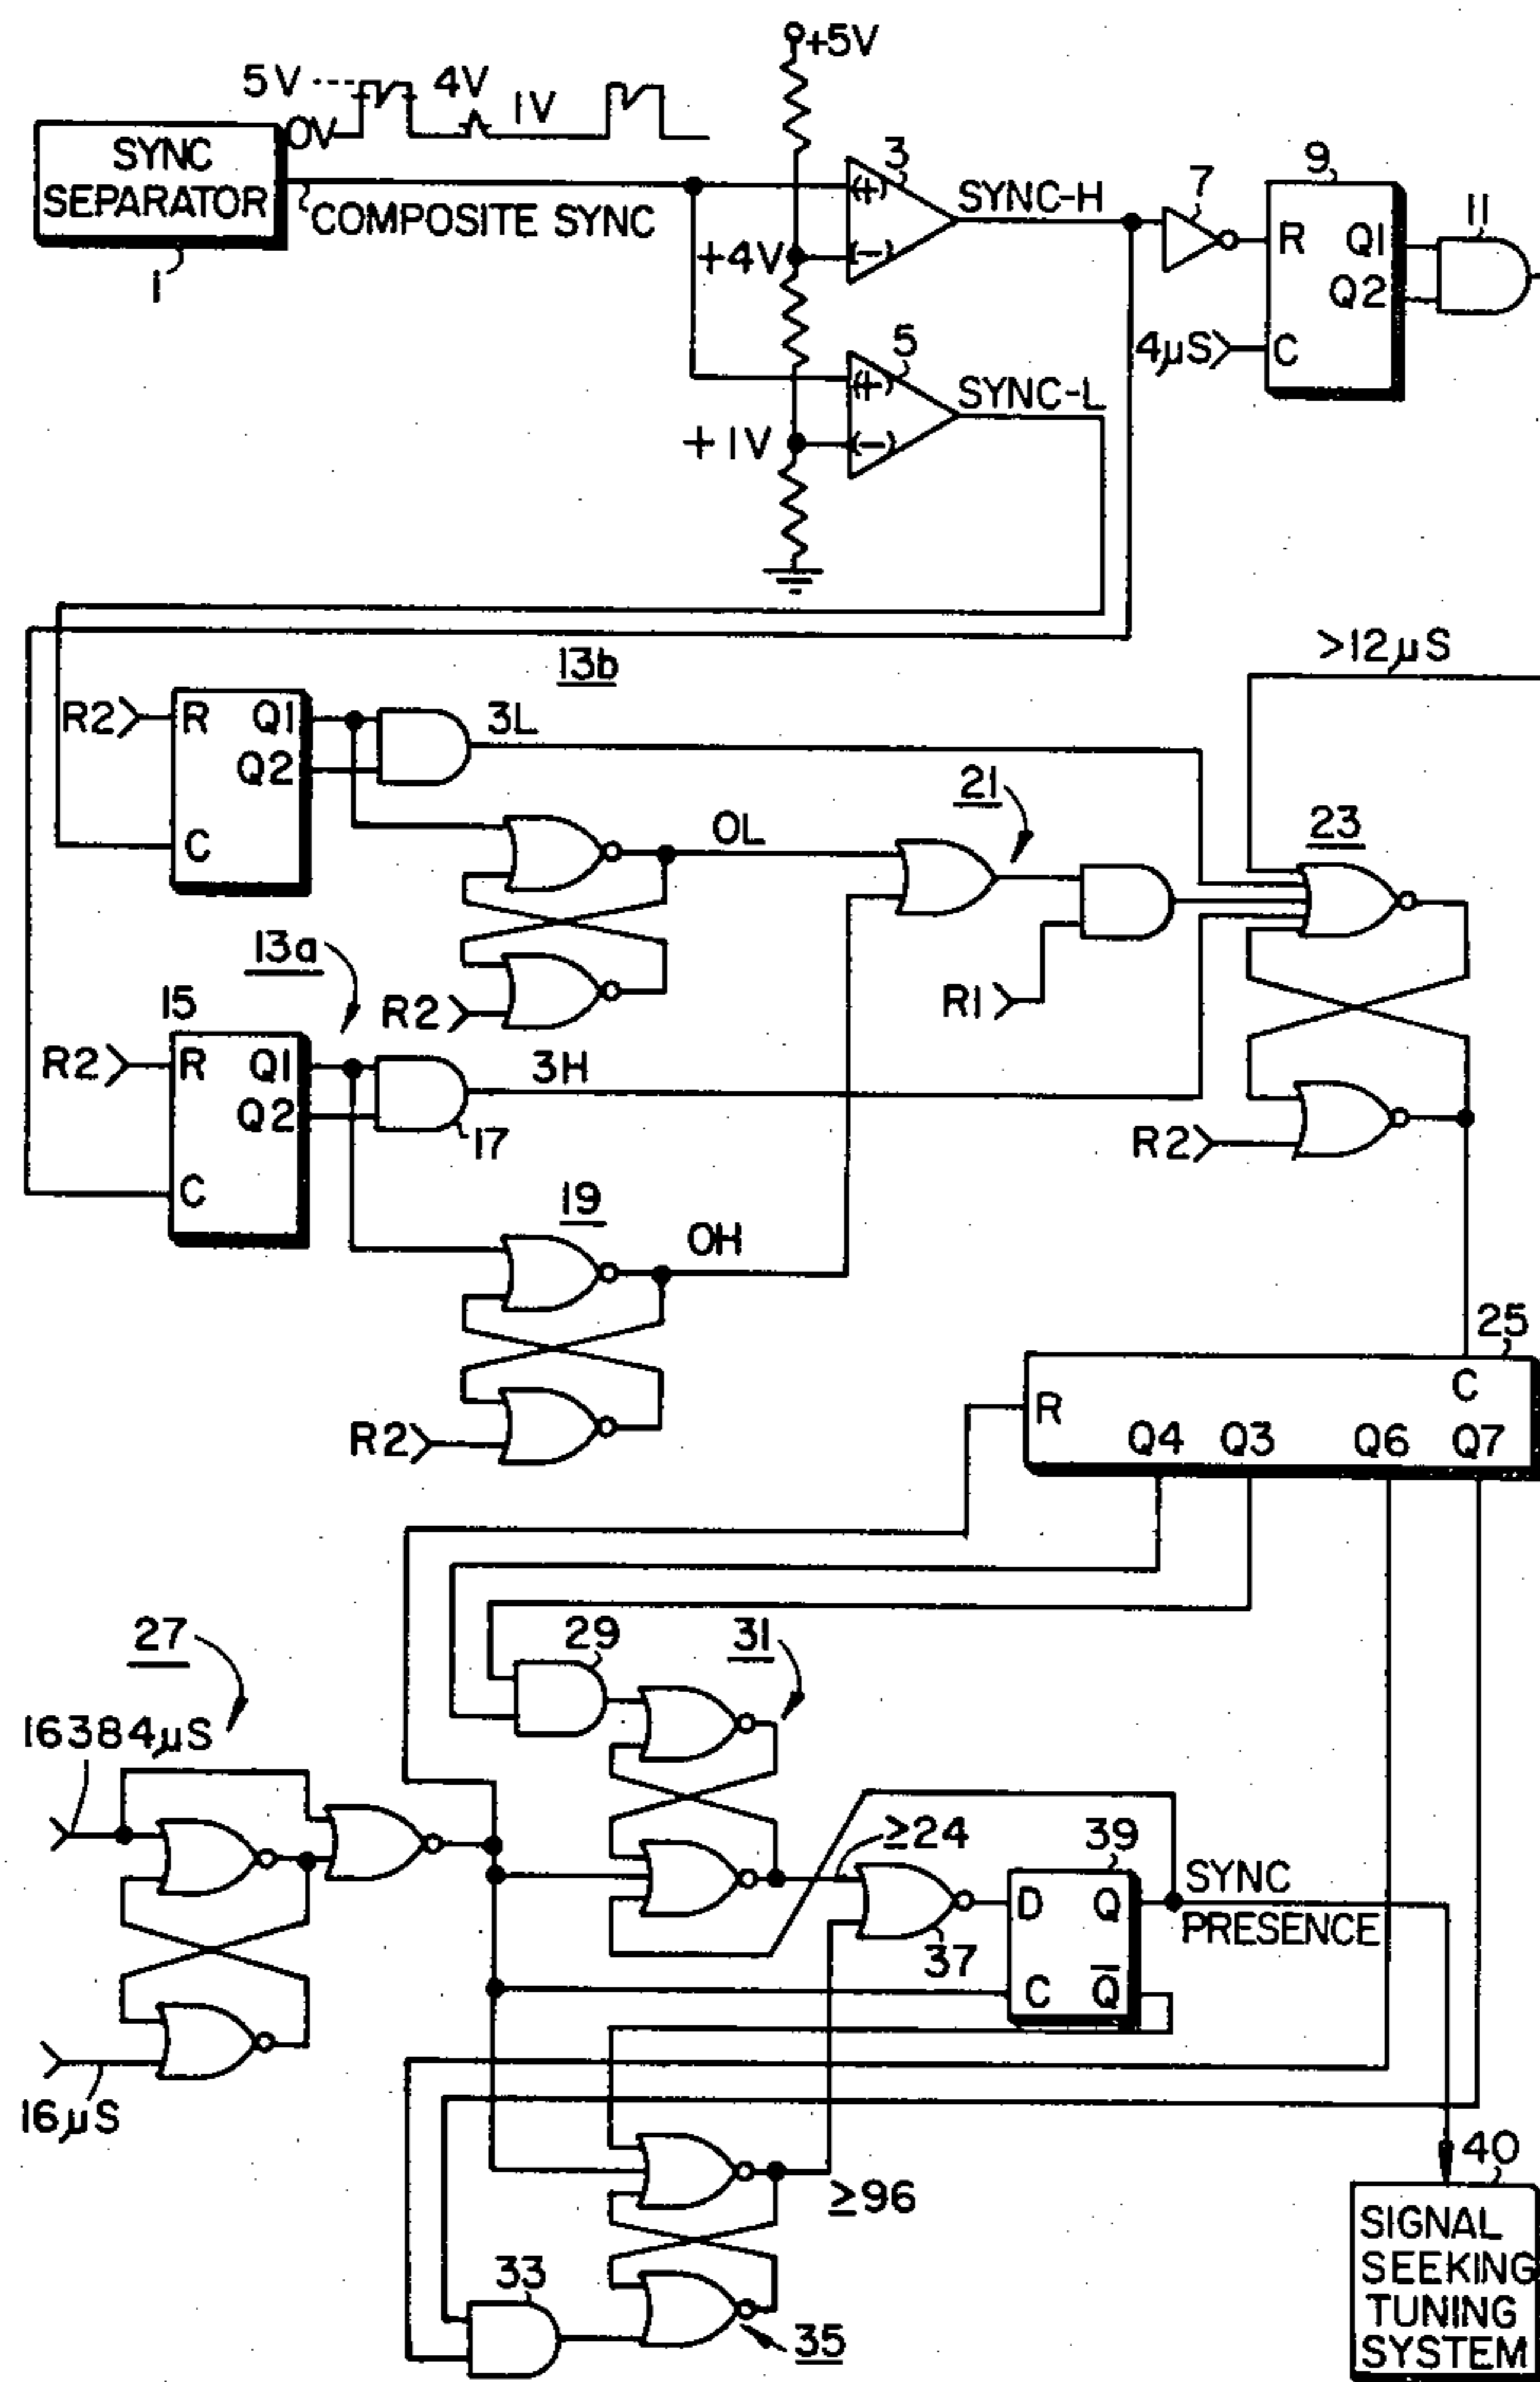 +5V
5V
4V
1V
0V
SYNC
SEPARATOR
1
COMPOSITE SYNC
+4V
+1V
3
(+)
(-)
SYNC-H
5
(+)
(-)
SYNC-L
7
9
R Q1
Q2
4µS
C
11
13b
>12µS
R2
R Q1
Q2
C
3L
0L
21
23
R2
R1
13a
15
R2
R Q1
Q2
C
3H
17
R2
19
0H
R2
25
R
C
Q4 Q3 Q6 Q7
27
29
31
16384µS
≥24
39
D Q
C Q̅
SYNC
PRESENCE
37
16µS
≥96
33
35
40
SIGNAL
SEEKING
TUNING
SYSTEM